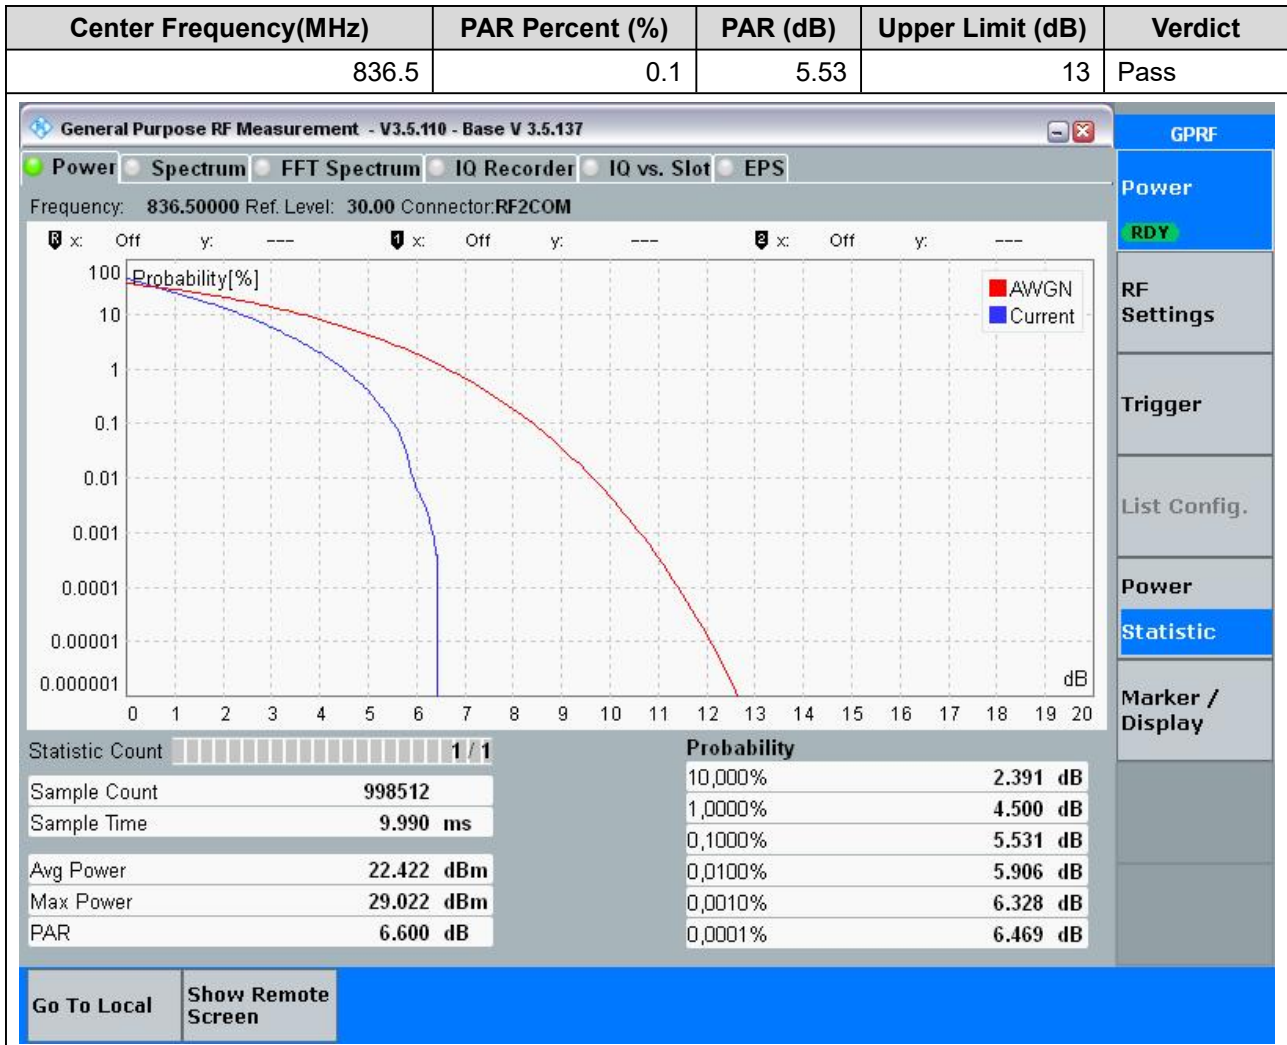 Center Frequency(MHz) PAR Percent (%) PAR (dB) Upper Limit (dB) Verdict
836.5 0.1 5.53 13 Pass
General Purpose RF Measurement - V3.5.110 - Base V 3.5.137
GPRF
Power Spectrum FFT Spectrum IQ Recorder IQ vs. Slot EPS
Power
RDY
Frequency: 836.50000 Ref. Level: 30.00 Connector:RF2COM
R x: Off y: --- 1 x: Off y: --- 2 x: Off y: ---
Probability[%]
AWGN
Current
100
10
1
0.1
0.01
0.001
0.0001
0.00001
0.000001
dB
0 1 2 3 4 5 6 7 8 9 10 11 12 13 14 15 16 17 18 19 20
RF
Settings
Trigger
List Config.
Power
Statistic
Marker /
Display
Statistic Count 1 / 1
Sample Count 998512
Sample Time 9.990 ms
Avg Power 22.422 dBm
Max Power 29.022 dBm
PAR 6.600 dB
Probability
10,000% 2.391 dB
1,0000% 4.500 dB
0,1000% 5.531 dB
0,0100% 5.906 dB
0,0010% 6.328 dB
0,0001% 6.469 dB
Go To Local
Show Remote
Screen